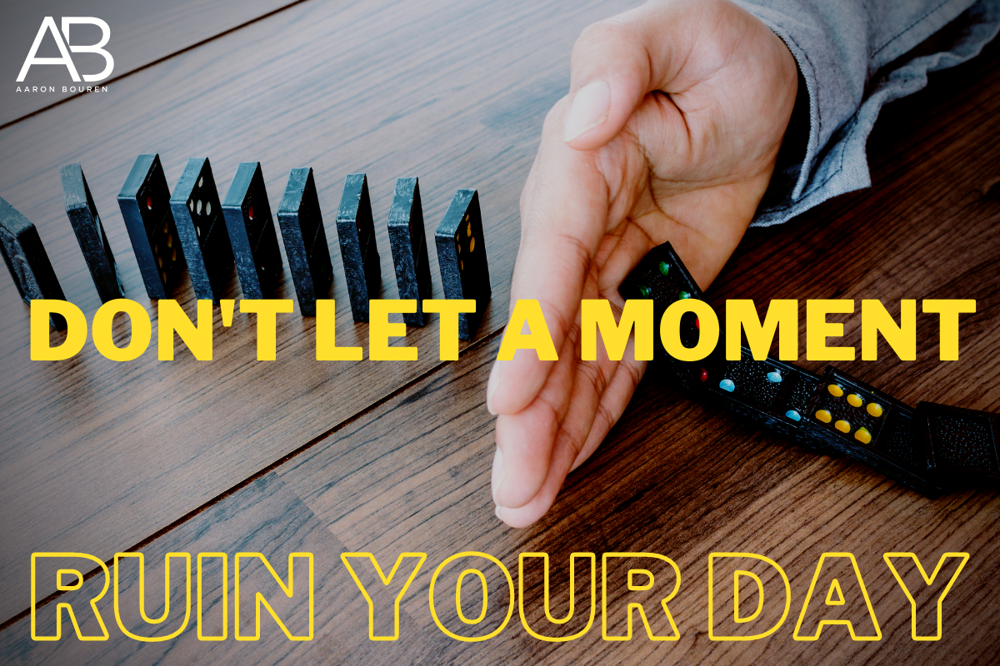 AB
AARON BOUREN
DON'T LET A MOMENT
RUIN YOUR DAY